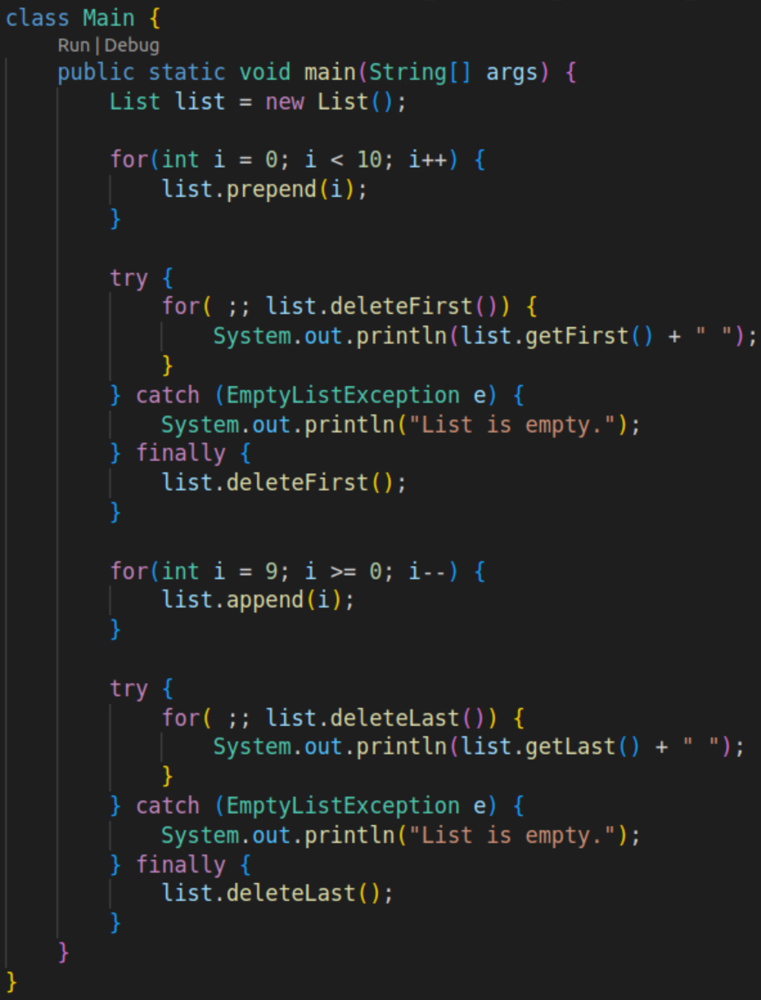 class Main {
Run | Debug
    public static void main(String[] args) {
        List list = new List();

        for(int i = 0; i < 10; i++) {
            list.prepend(i);
        }

        try {
            for( ;; list.deleteFirst()) {
                System.out.println(list.getFirst() + " ");
            }
        } catch (EmptyListException e) {
            System.out.println("List is empty.");
        } finally {
            list.deleteFirst();
        }

        for(int i = 9; i >= 0; i--) {
            list.append(i);
        }

        try {
            for( ;; list.deleteLast()) {
                System.out.println(list.getLast() + " ");
            }
        } catch (EmptyListException e) {
            System.out.println("List is empty.");
        } finally {
            list.deleteLast();
        }
    }
}